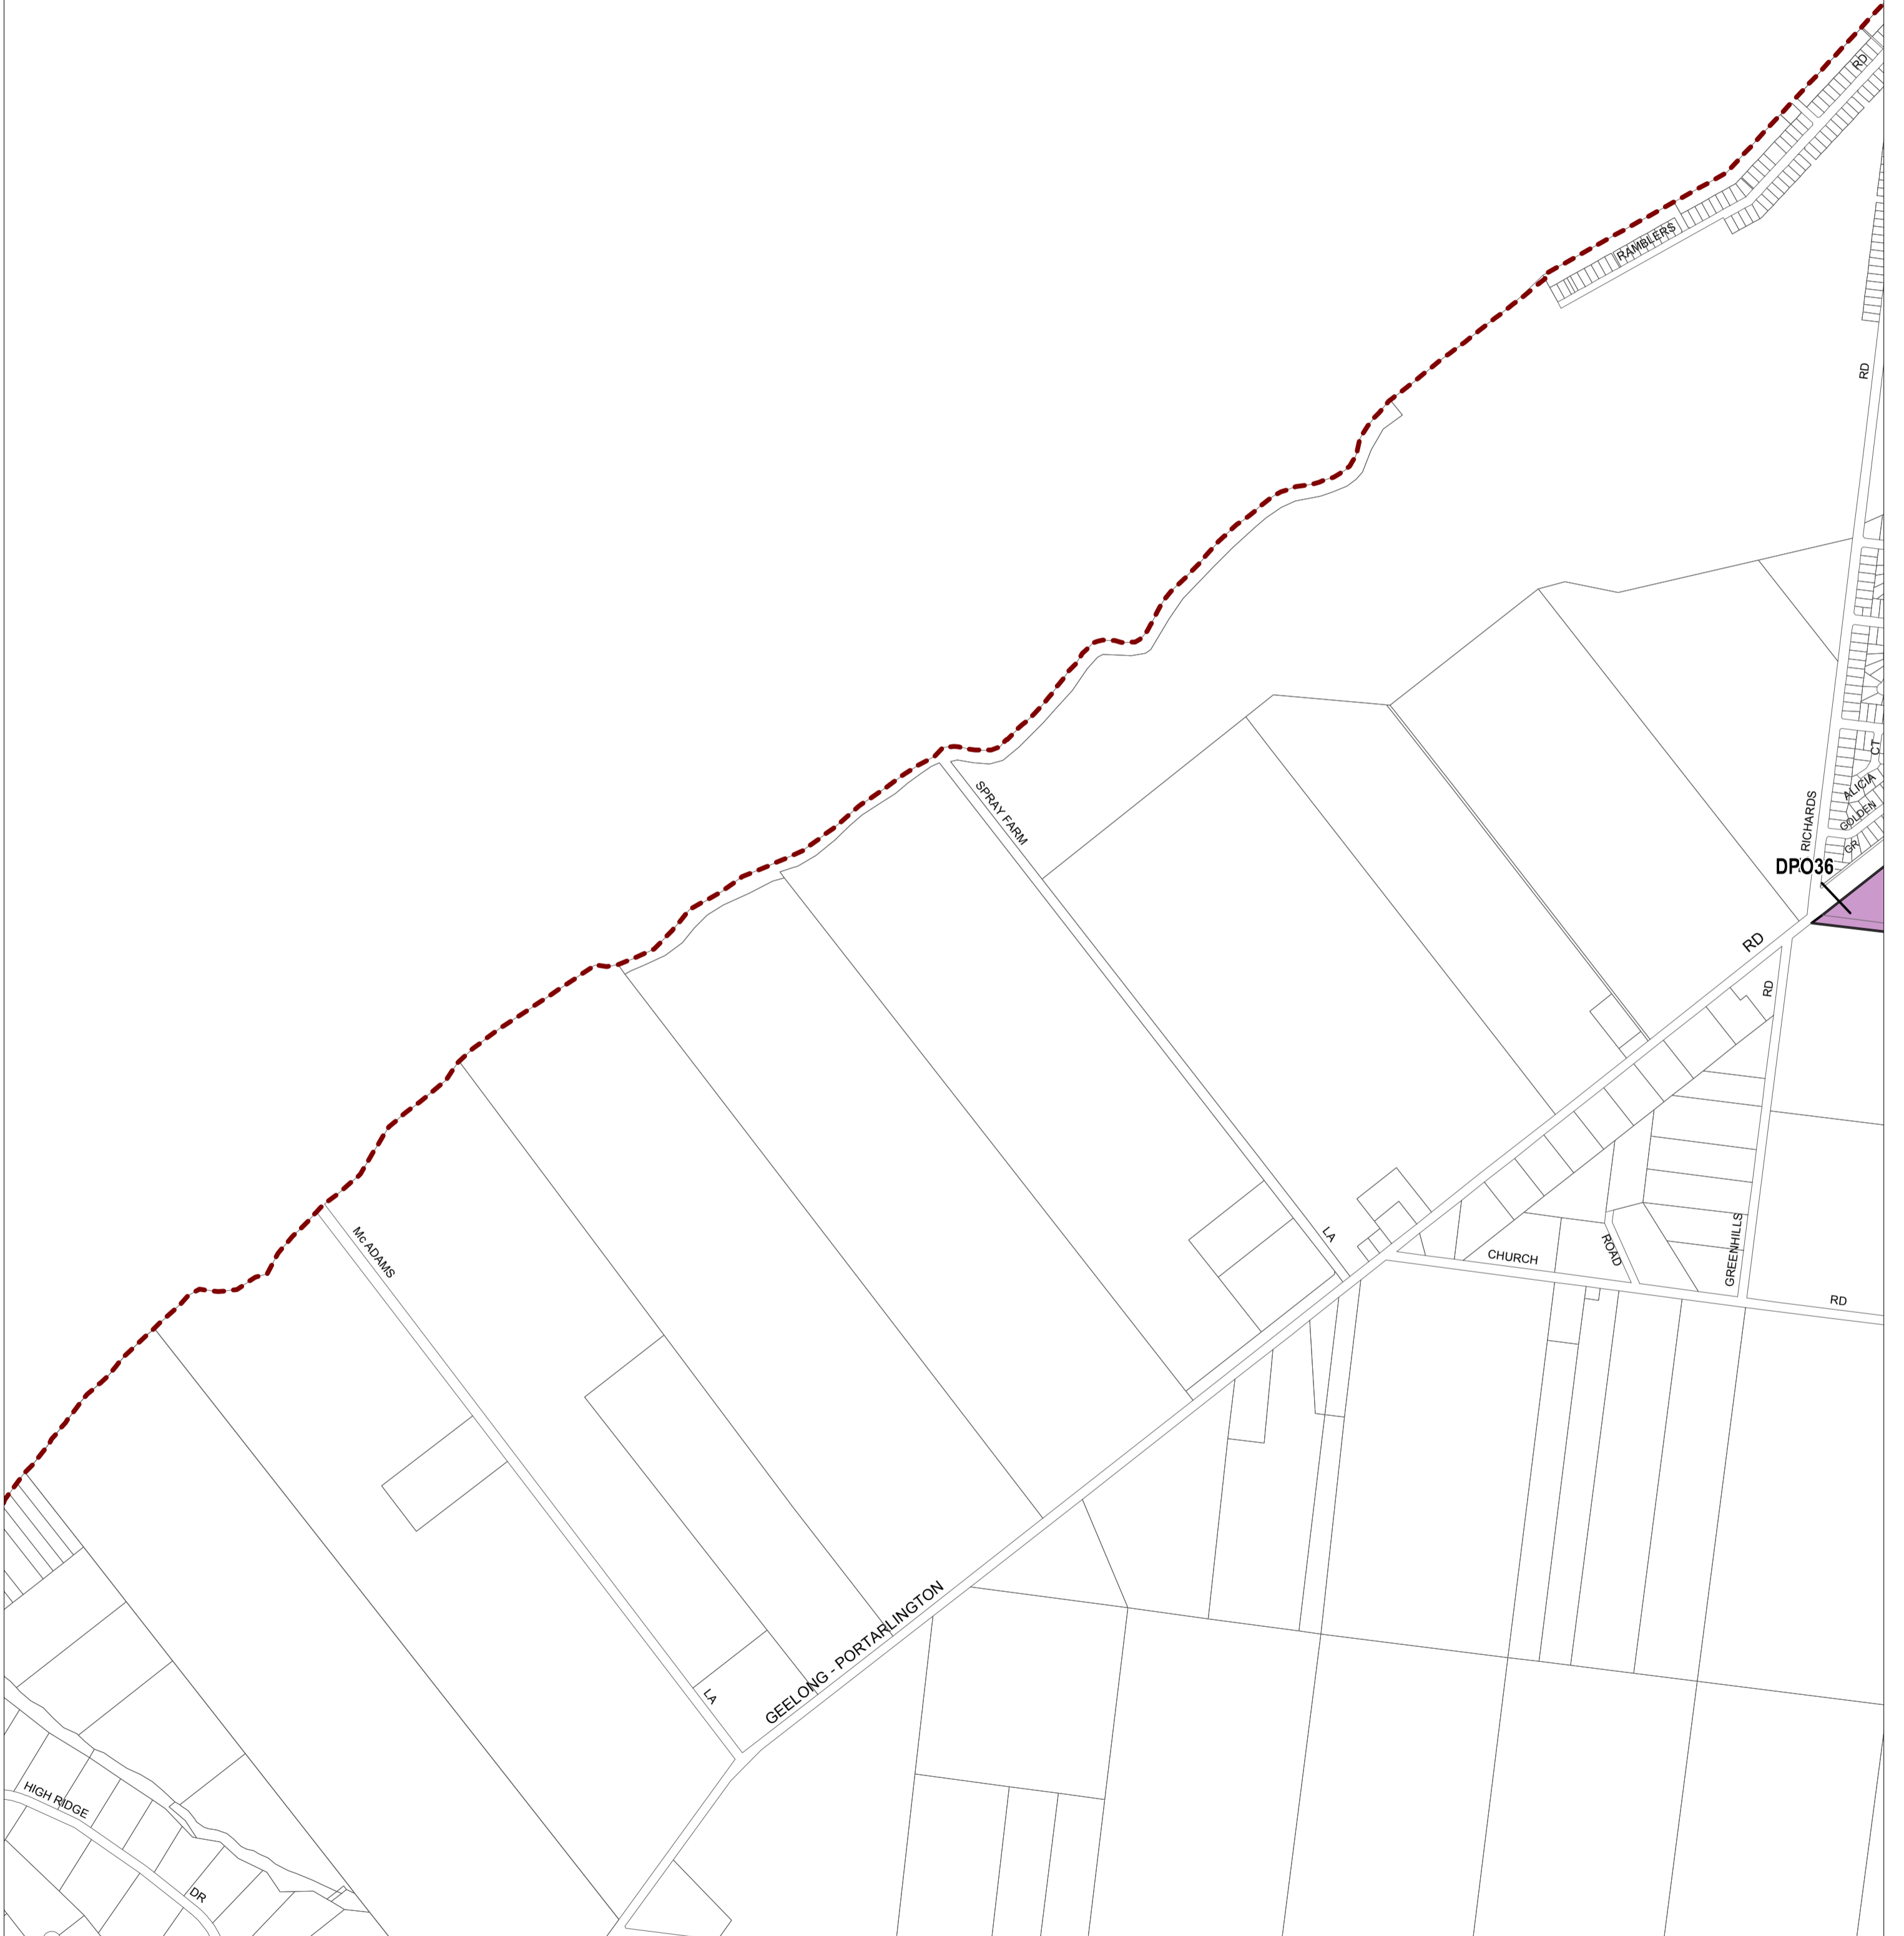 RD
RAMBLERS
RD
CT
ALICIA
GOLDEN
GR
RICHARDS
DPO36
SPRAY FARM
RD
RD
LA
Mc ADAMS
ROAD
GREENHILLS
CHURCH
RD
GEELONG - PORTARLINGTON
LA
HIGH RIDGE
DR